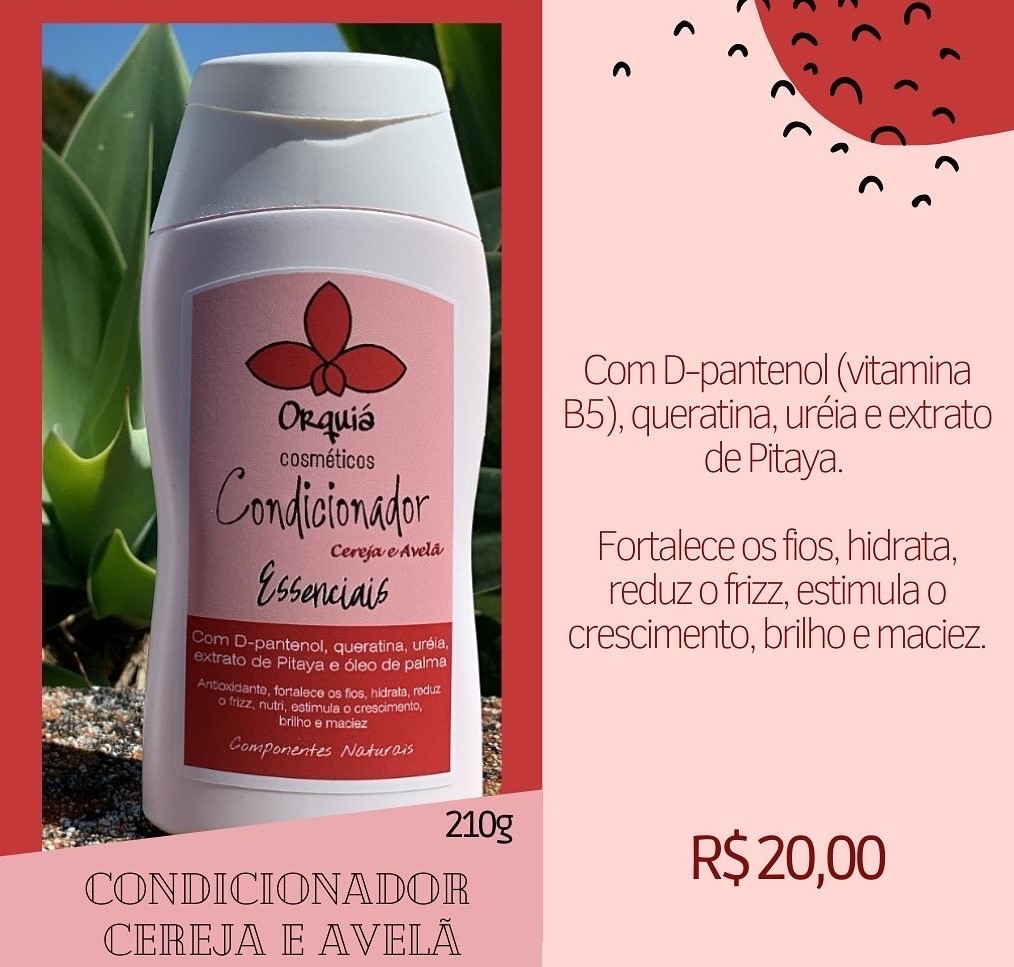 Orquiá
cosméticos
Condicionador
Cereja e Avelã
Essenciais
Com D-pantenol, queratina, uréia,
extrato de Pitaya e óleo de palma
Antioxidante, fortalece os fios, hidrata, reduz
o frizz, nutri, estimula o crescimento,
brilho e maciez
Componentes Naturais
210g
CONDICIONADOR
CEREJA E AVELÃ
Com D-pantenol (vitamina
B5), queratina, uréia e extrato
de Pitaya.
Fortalece os fios, hidrata,
reduz o frizz, estimula o
crescimento, brilho e maciez.
R$ 20,00